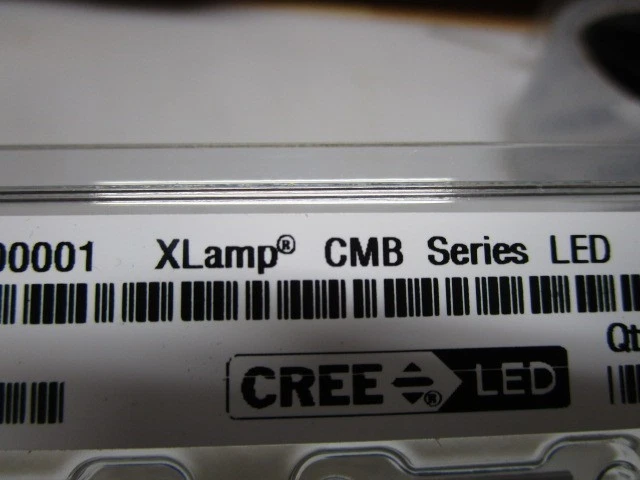 00001 XLamp® CMB Series LED
Qt
CREE® LED